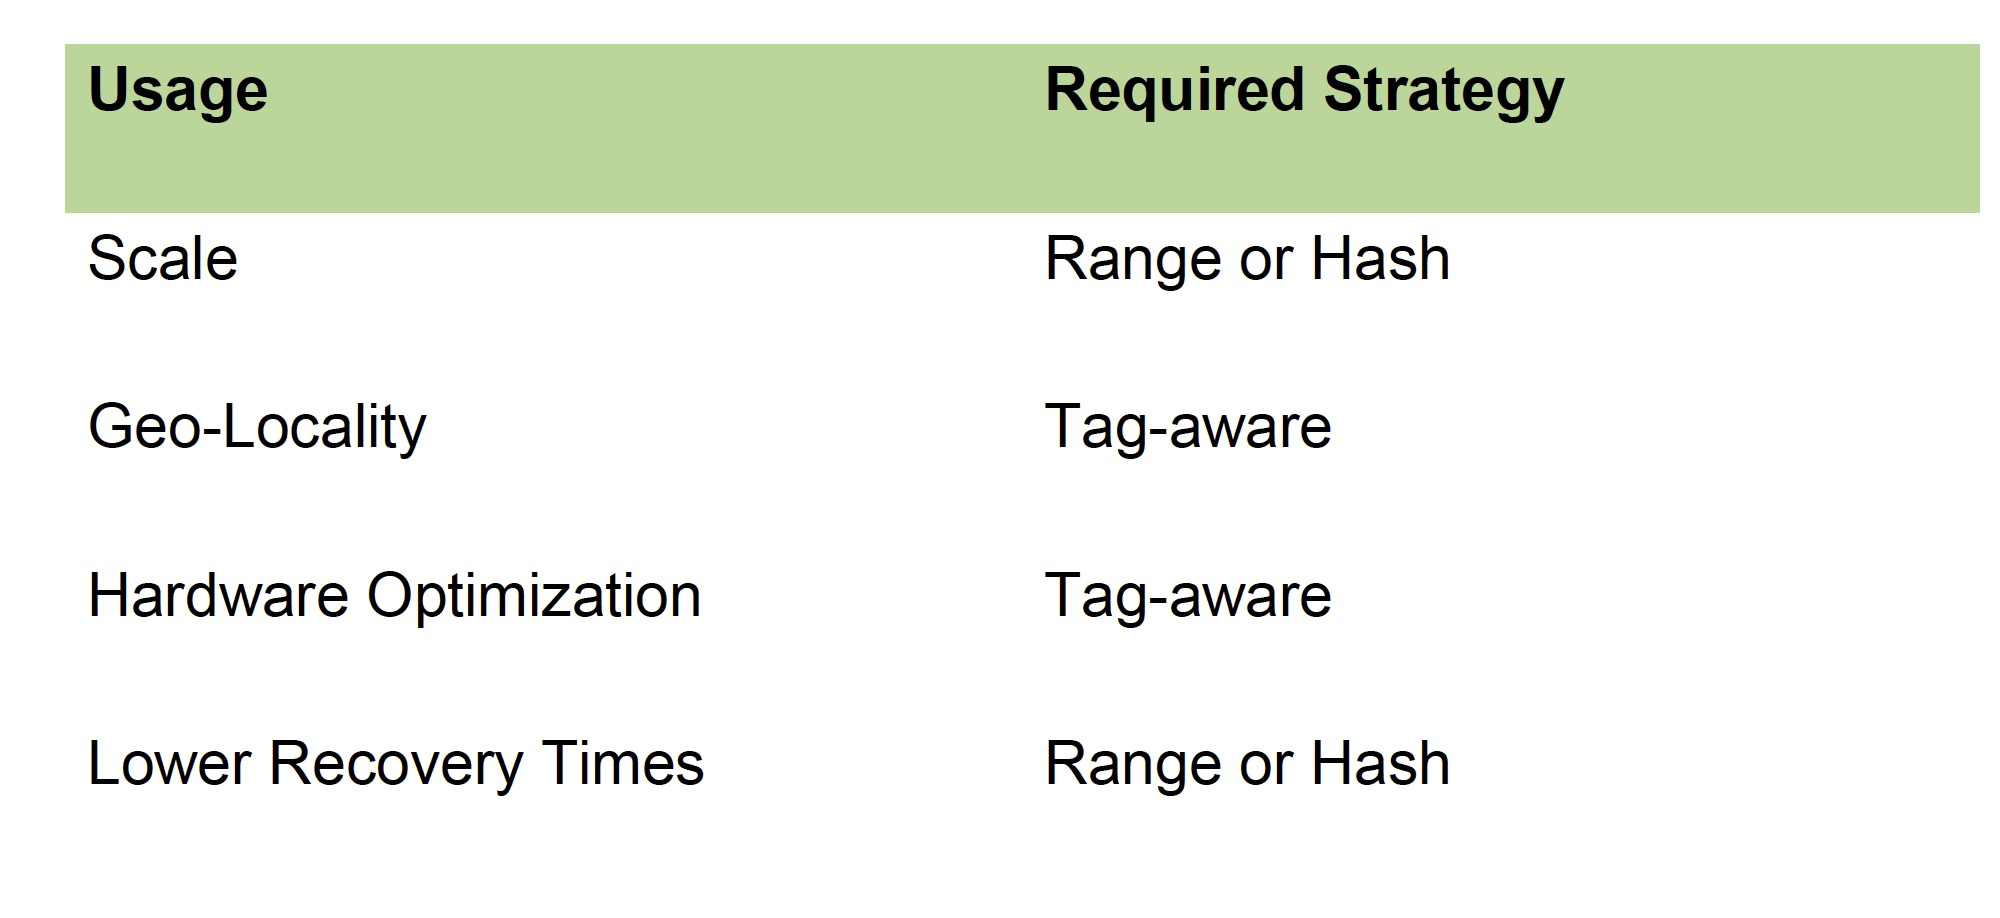 Usage Required Strategy
Scale Range or Hash
Geo-Locality Tag-aware
Hardware Optimization Tag-aware
Lower Recovery Times Range or Hash